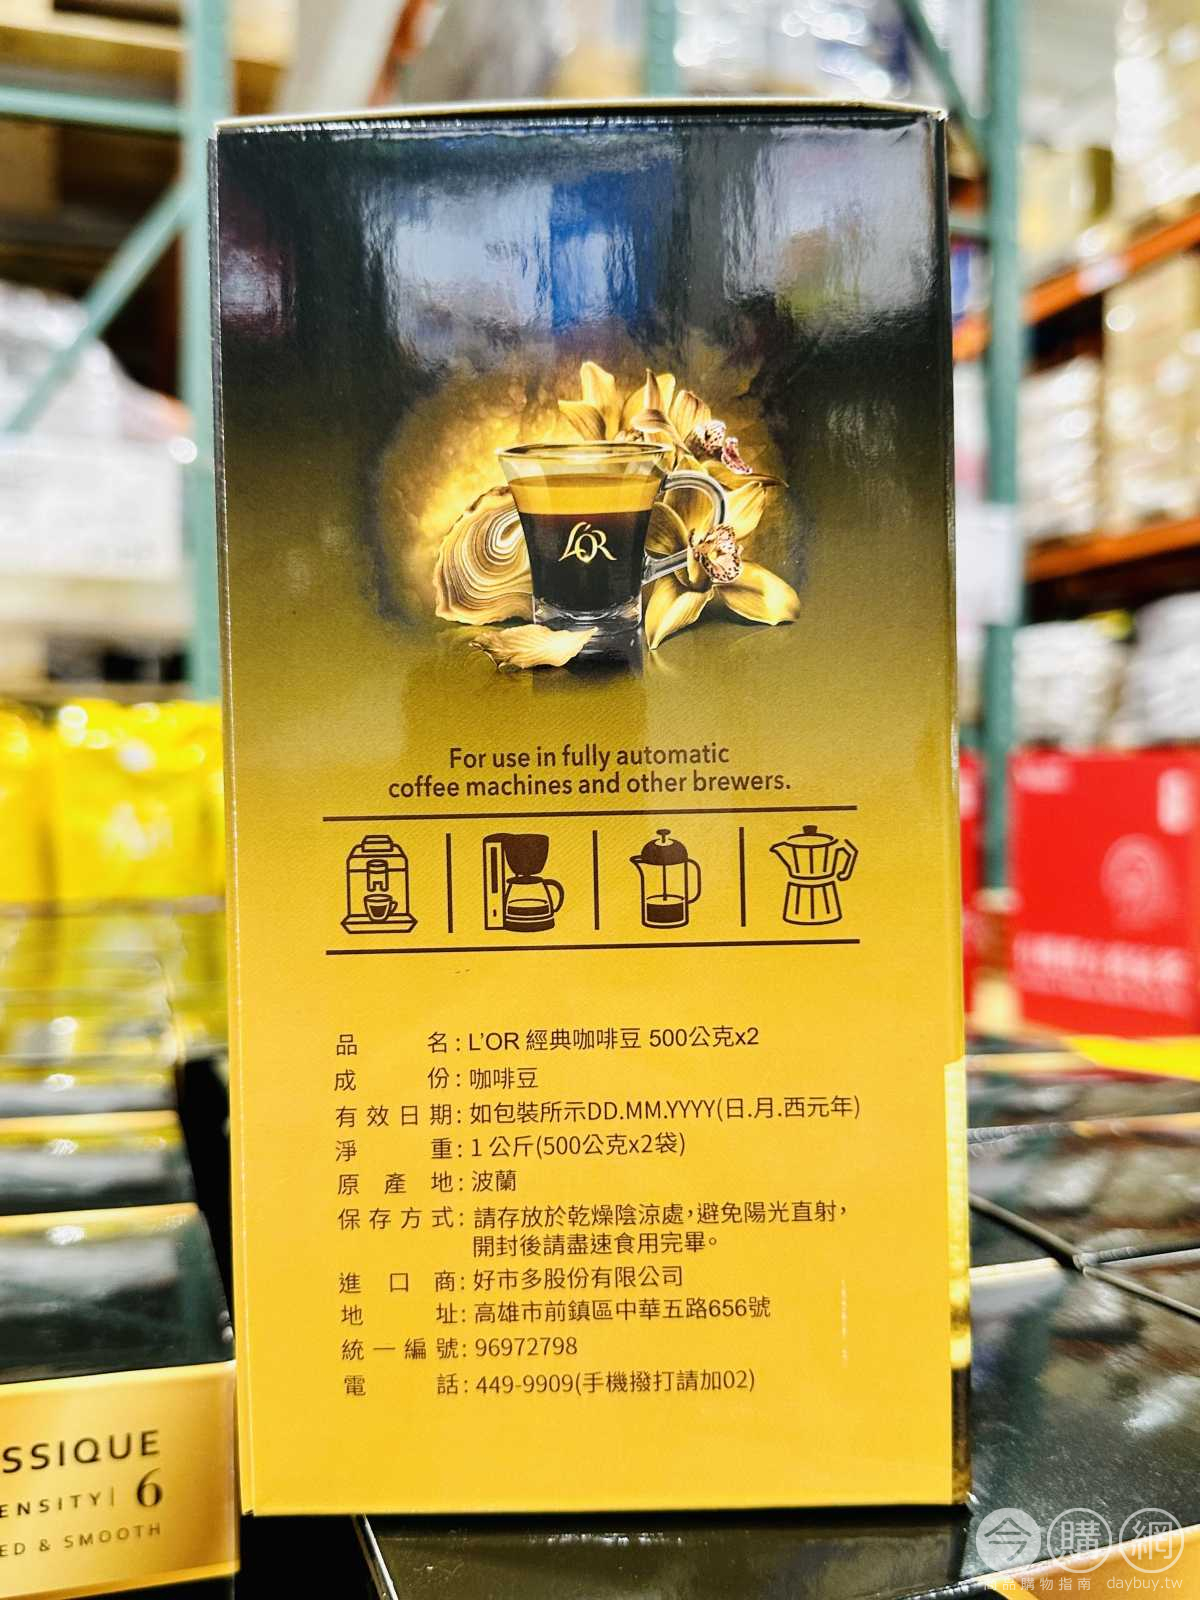 L'OR
For use in fully automatic
coffee machines and other brewers.
品名：L'OR 經典咖啡豆 500公克x2
成份：咖啡豆
有效日期：如包裝所示DD.MM.YYYY(日.月.西元年)
淨重：1 公斤(500公克x2袋)
原產地：波蘭
保存方式：請存放於乾燥陰涼處，避免陽光直射，
開封後請盡速食用完畢。
進口商：好市多股份有限公司
地址：高雄市前鎮區中華五路656號
統一編號：96972798
電話：449-9909(手機撥打請加02)
SSIQUE
ENSITY| 6
ED & SMOOTH
今購網
商品購物指南 daybuy.tw